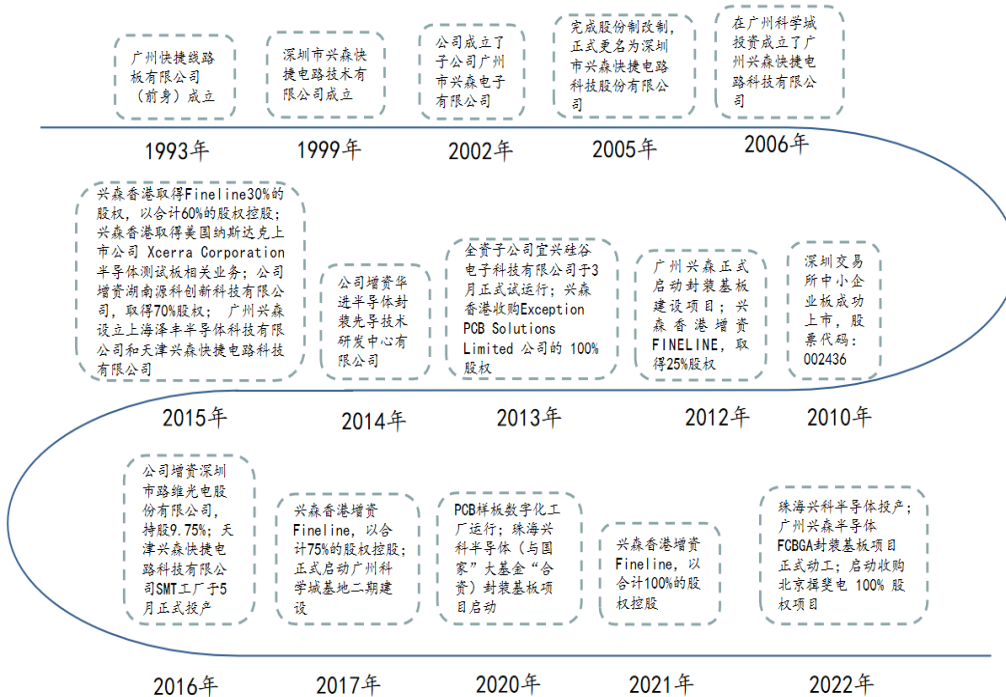 广州快捷线路
板有限公司
（前身）成立
深圳市兴森快
捷电路技术有
限公司成立
公司成立了
子公司广州
市兴森电子
有限公司
完成股份制改制，
正式更名为深圳
市兴森快捷电路
科技股份有限公
司
在广州科学城
投资成立了广
州兴森快捷电
路科技有限公
司
1993年
1999年
2002年
2005年
2006年
兴森香港取得Fineline30%的
股权，以合计60%的股权控股；
兴森香港取得美国纳斯达克上
市公司 Xcerra Corporation
半导体测试板相关业务；公司
增资湖南源科创新科技有限公
司，取得70%股权； 广州兴森
设立上海泽丰半导体科技有限
公司和天津兴森快捷电路科技
有限公司
公司增资华
进半导体封
装先导技术
研发中心有
限公司
全资子公司宜兴硅谷
电子科技有限公司于3
月正式试运行；兴森
香港收购Exception
PCB Solutions
Limited 公司的 100%
股权
广州兴森正式
启动封装基板
建设项目；兴
森香港增资
FINELINE，取
得25%股权
深圳交易
所中小企
业板成功
上市，股
票代码：
002436
2015年
2014年
2013年
2012年
2010年
公司增资深圳
市路维光电股
份有限公司，
持股9.75%；天
津兴森快捷电
路科技有限公
司SMT工厂于5
月正式投产
兴森香港增资
Fineline，以合
计75%的股权控股；
正式启动广州科
学城基地二期建
设
PCB样板数字化工
厂运行；珠海兴
科半导体（与国
家”大基金“合
资）封装基板项
目启动
兴森香港增资
Fineline，以
合计100%的股
权控股
珠海兴科半导体投产；
广州兴森半导体
FCBGA封装基板项目
正式动工；启动收购
北京揖斐电 100% 股
权项目
2016年
2017年
2020年
2021年
2022年